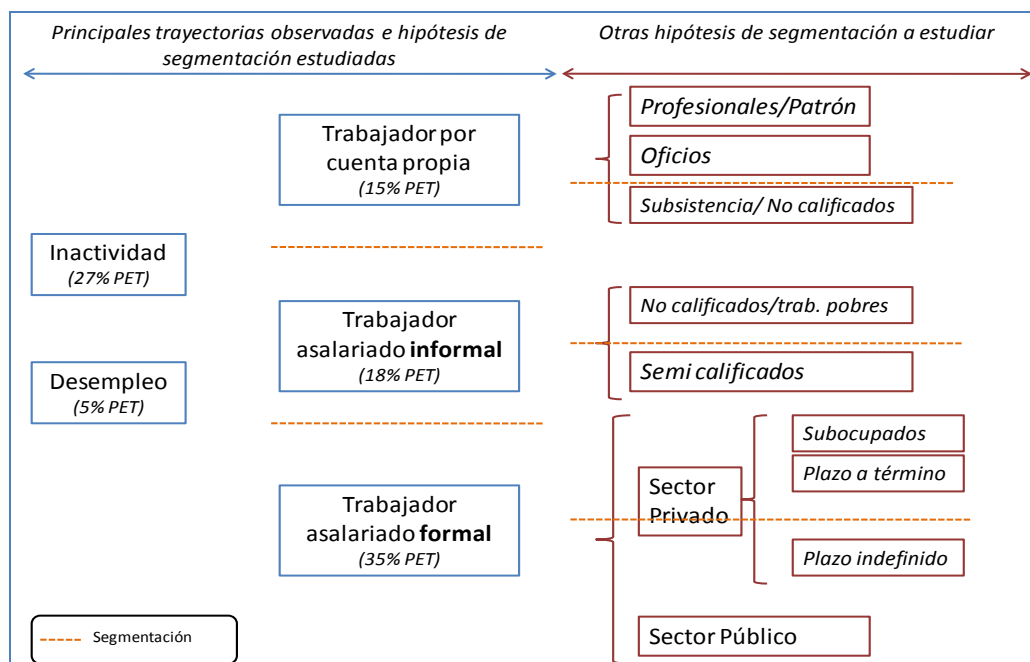 Principales trayectorias observadas e hipótesis de
segmentación estudiadas
Otras hipótesis de segmentación a estudiar
Trabajador por
cuenta propia
(15% PET)
Profesionales/Patrón
Oficios
Subsistencia/ No calificados
Inactividad
(27% PET)
Trabajador
asalariado informal
(18% PET)
No calificados/trab. pobres
Semi calificados
Desempleo
(5% PET)
Trabajador
asalariado formal
(35% PET)
Sector
Privado
Subocupados
Plazo a término
Plazo indefinido
Sector Público
Segmentación